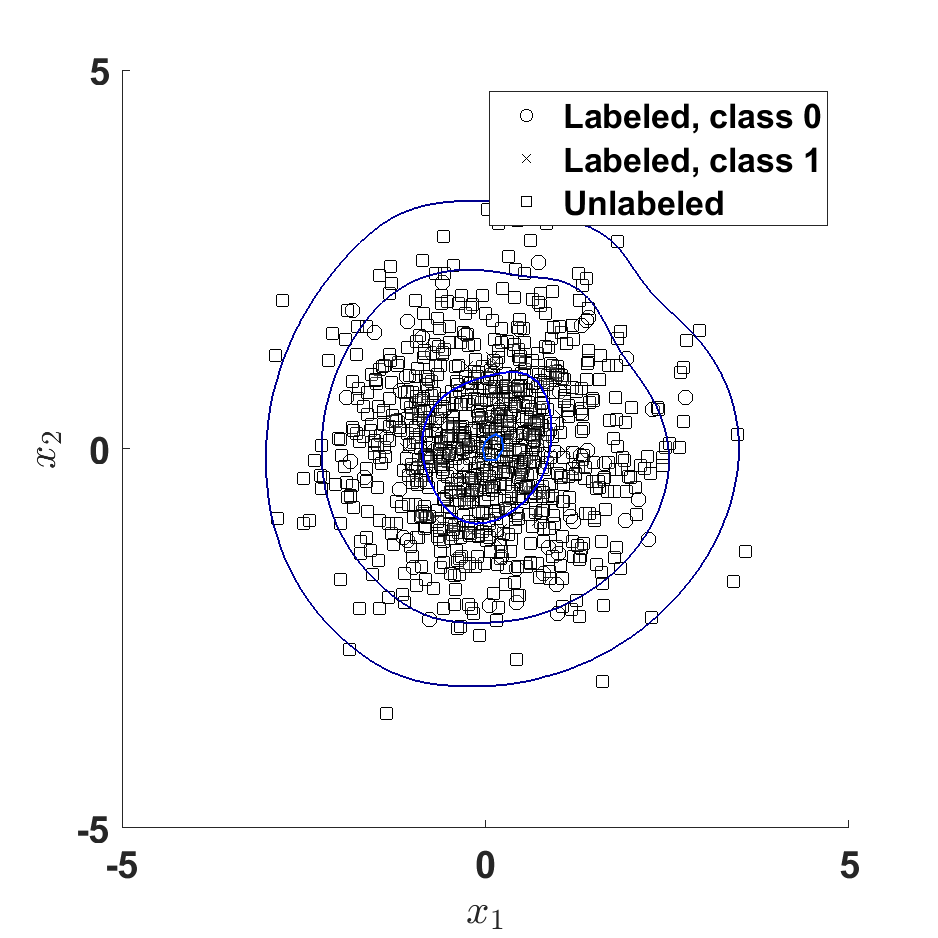 5
Labeled, class 0
Labeled, class 1
Unlabeled
0
x₂
-5
-5 0 5
x₁